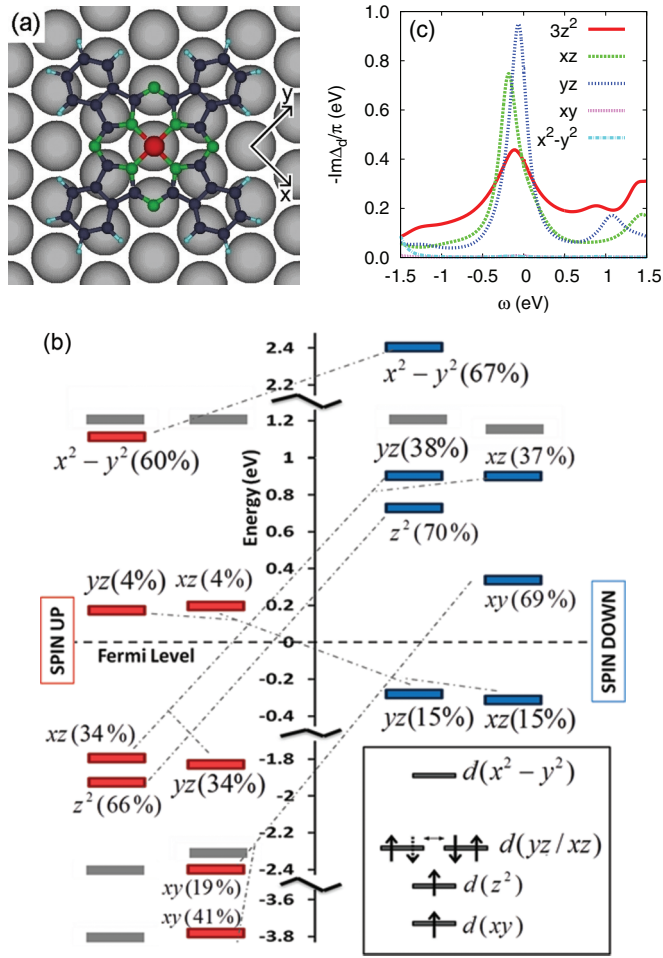 (a)
y
x
(c)
-ImΔd/π (eV)
1.0
0.8
0.6
0.4
0.2
0.0
3z²
xz
yz
xy
x²-y²
-1.5 -1 -0.5 0 0.5 1 1.5
ω (eV)
(b)
Energy (eV)
2.4
2.2
1.2
1
0.8
0.6
0.4
0.2
0
-0.2
-0.4
-1.8
-2
-2.4
-3.6
-3.8
x² − y²(67%)
x² − y²(60%)
yz(38%)
xz(37%)
z²(70%)
yz(4%)
xz(4%)
xy(69%)
SPIN UP
Fermi Level
SPIN DOWN
yz(15%)
xz(15%)
xz(34%)
yz(34%)
z²(66%)
xy(19%)
xy(41%)
d(x² − y²)
d(yz/xz)
d(z²)
d(xy)